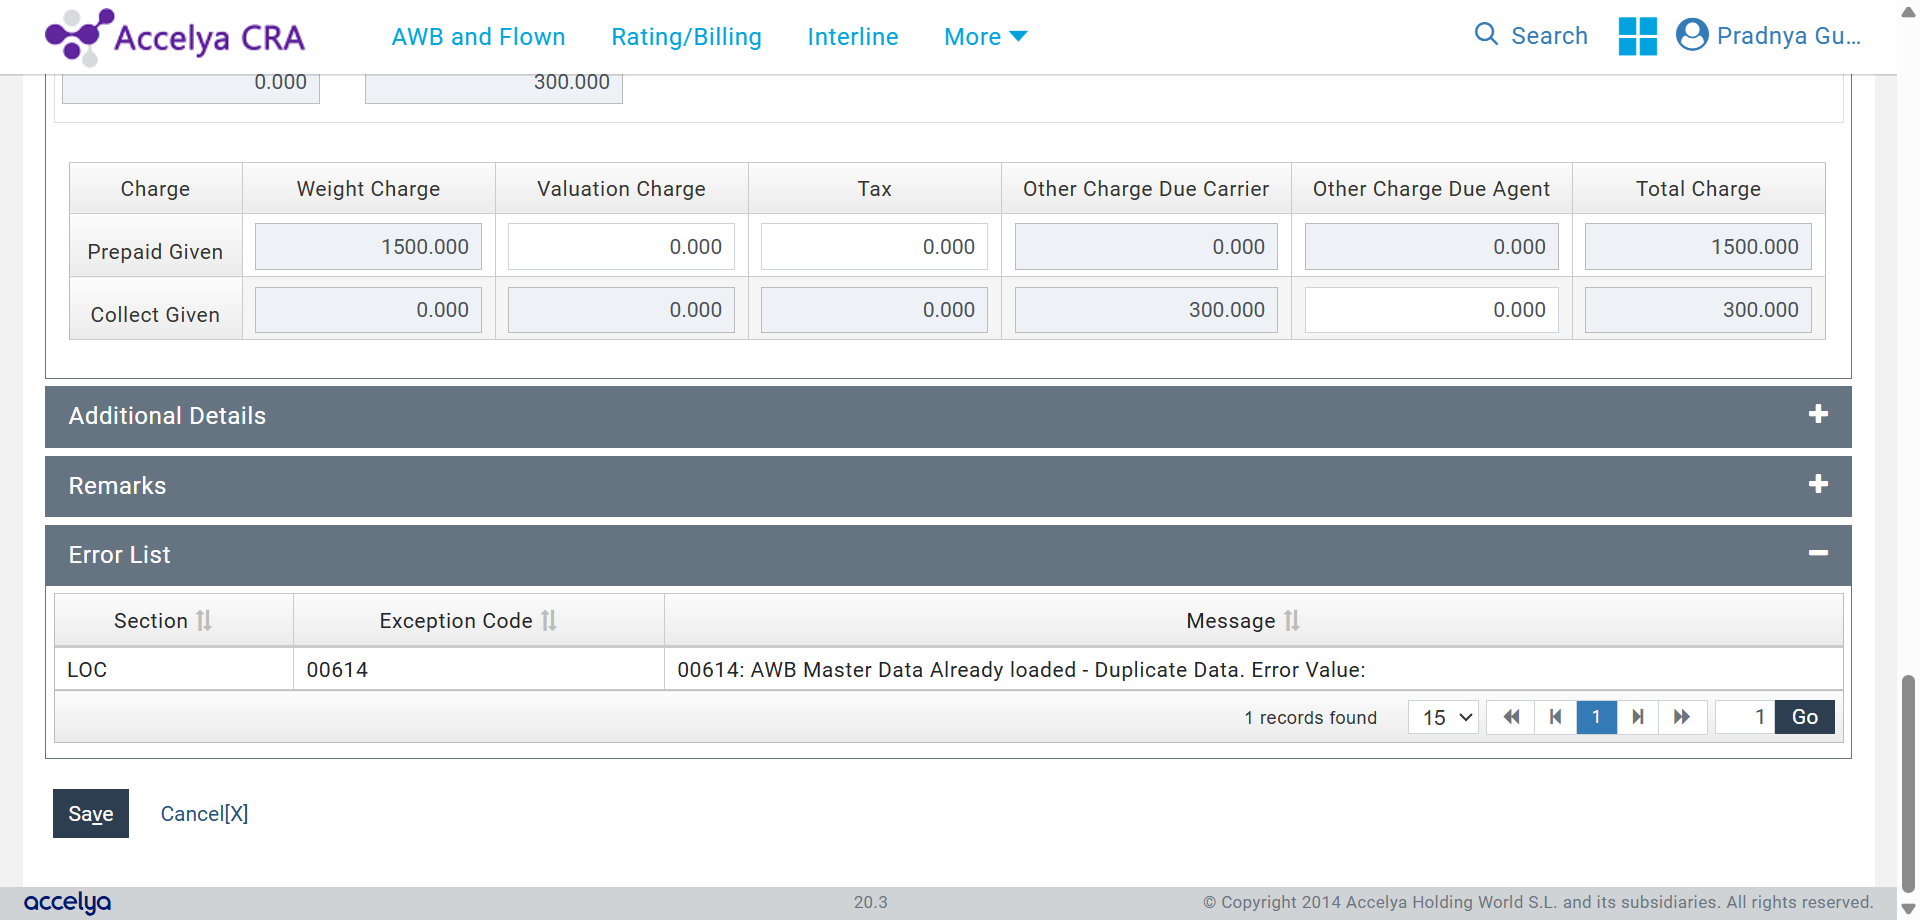 Accelya CRA AWB and Flown Rating/Billing Interline More Search Pradnya Gu...
0.000 300.000
Charge Weight Charge Valuation Charge Tax Other Charge Due Carrier Other Charge Due Agent Total Charge
Prepaid Given 1500.000 0.000 0.000 0.000 0.000 1500.000
Collect Given 0.000 0.000 0.000 300.000 0.000 300.000
Additional Details
Remarks
Error List
Section Exception Code Message
LOC 00614 00614: AWB Master Data Already loaded - Duplicate Data. Error Value:
1 records found 15 1 1 Go
Save Cancel[X]
accelya 20.3 © Copyright 2014 Accelya Holding World S.L. and its subsidiaries. All rights reserved.